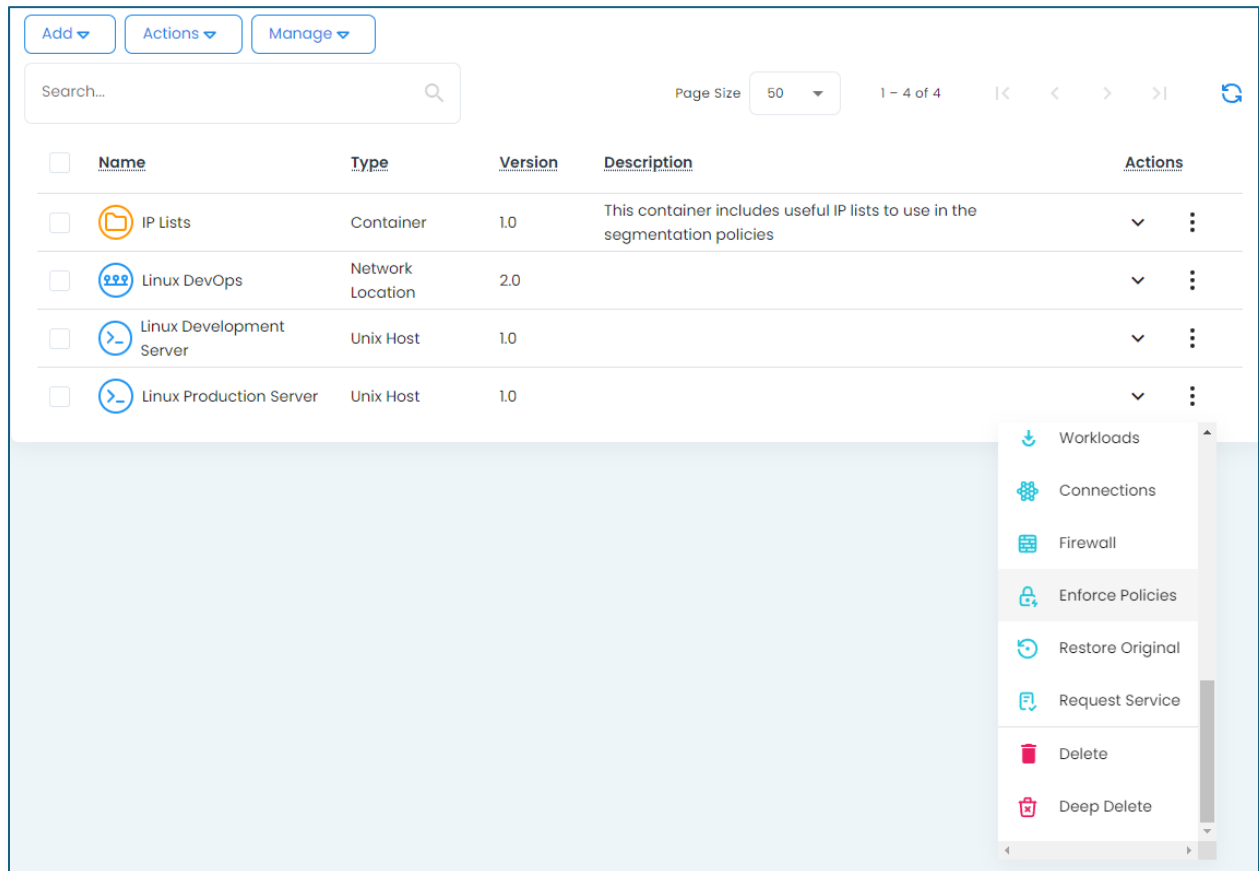 Add Actions Manage
Search... Page Size 50 1 – 4 of 4
Name Type Version Description Actions
IP Lists Container 1.0 This container includes useful IP lists to use in the
segmentation policies
Linux DevOps Network
Location 2.0
Linux Development
Server Unix Host 1.0
Linux Production Server Unix Host 1.0
Workloads
Connections
Firewall
Enforce Policies
Restore Original
Request Service
Delete
Deep Delete